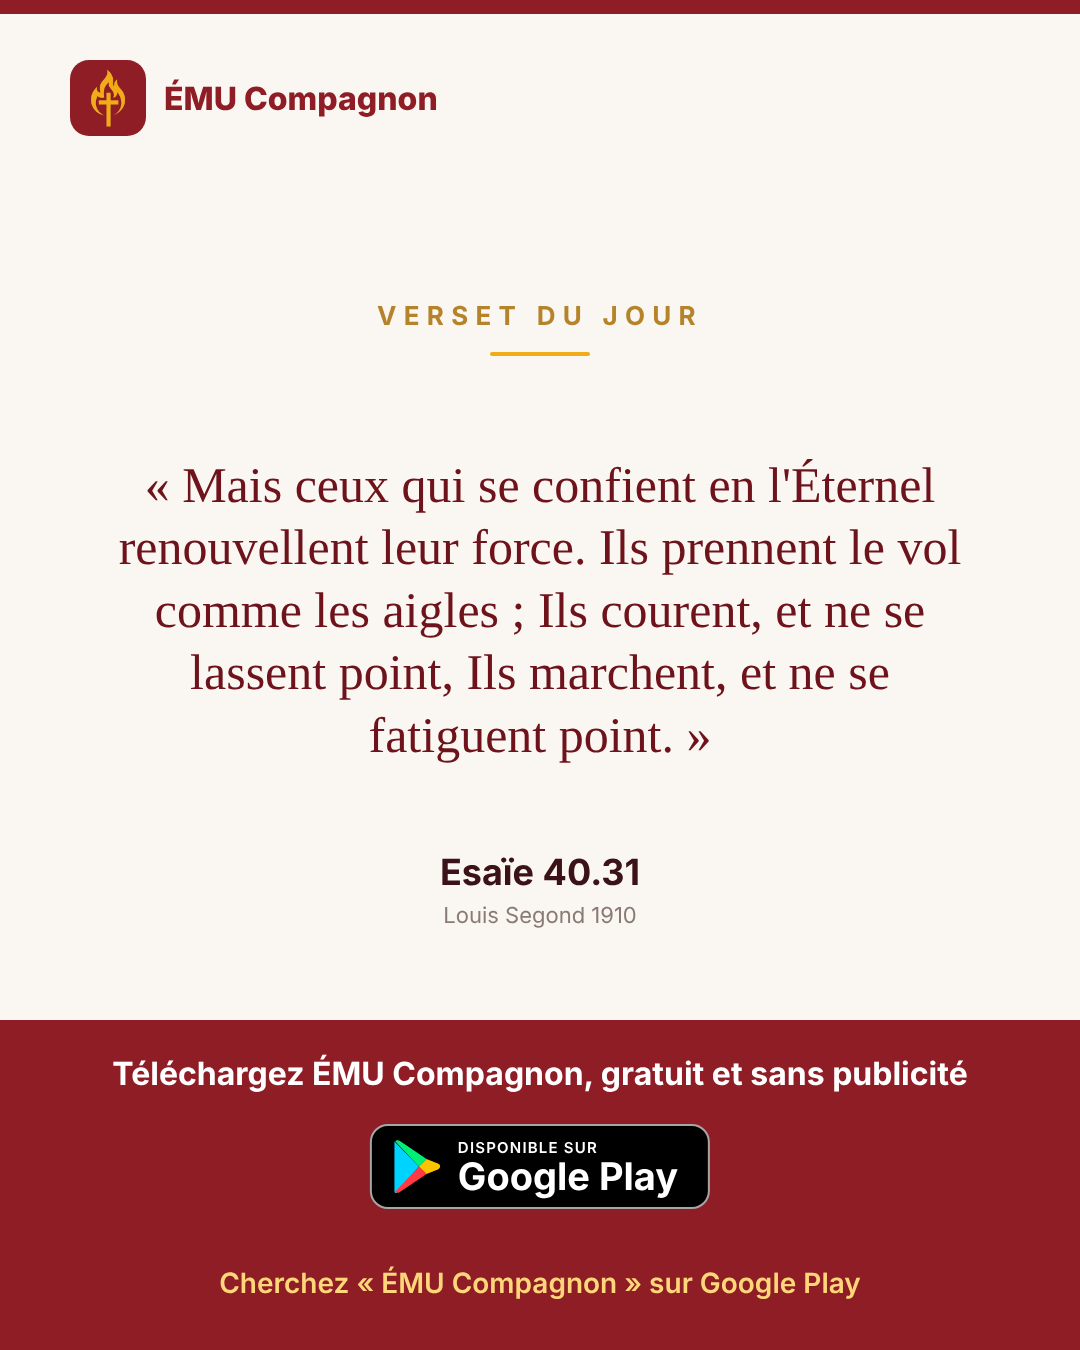 ÉMU Compagnon
VERSET DU JOUR
« Mais ceux qui se confient en l'Éternel
renouvellent leur force. Ils prennent le vol
comme les aigles ; Ils courent, et ne se
lassent point, Ils marchent, et ne se
fatiguent point. »
Esaïe 40.31
Louis Segond 1910
Téléchargez ÉMU Compagnon, gratuit et sans publicité
DISPONIBLE SUR
Google Play
Cherchez « ÉMU Compagnon » sur Google Play